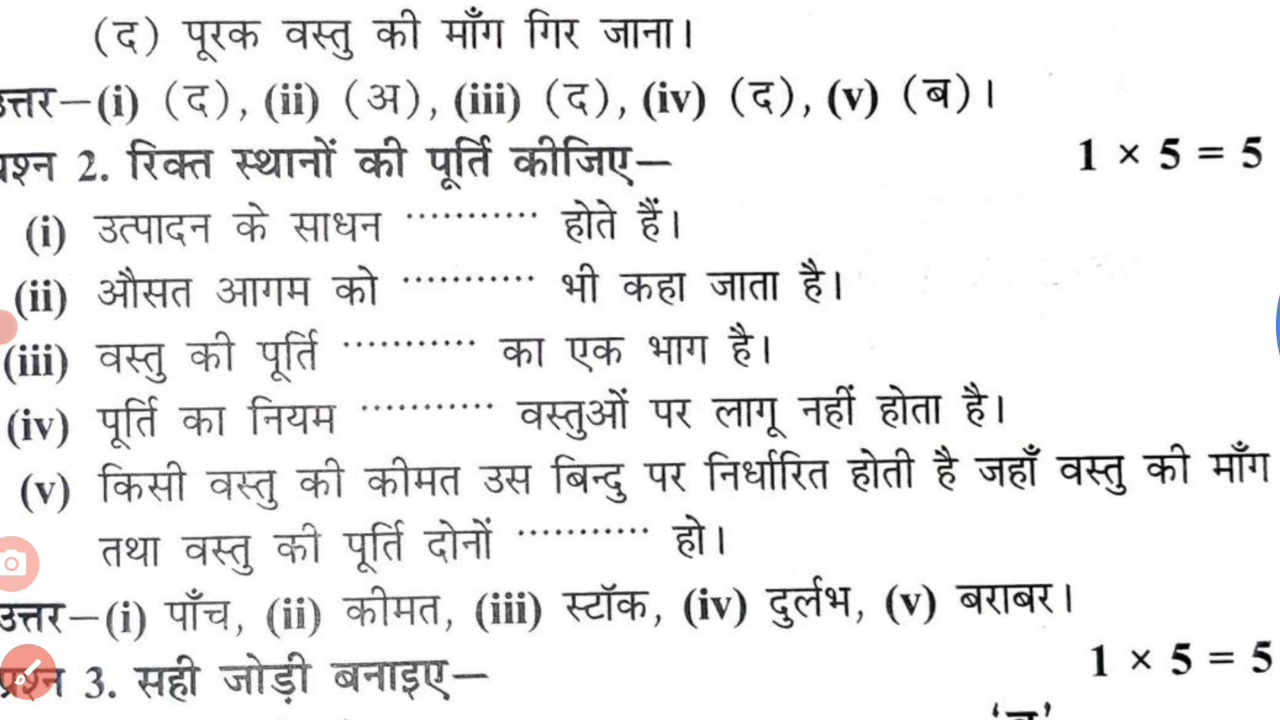 (द) पूरक वस्तु की माँग गिर जाना।
उत्तर–(i) (द), (ii) (अ), (iii) (द), (iv) (द), (v) (ब)।
प्रश्न 2. रिक्त स्थानों की पूर्ति कीजिए– 1 × 5 = 5
(i) उत्पादन के साधन ............ होते हैं।
(ii) औसत आगम को ............ भी कहा जाता है।
(iii) वस्तु की पूर्ति ............ का एक भाग है।
(iv) पूर्ति का नियम ............ वस्तुओं पर लागू नहीं होता है।
(v) किसी वस्तु की कीमत उस बिन्दु पर निर्धारित होती है जहाँ वस्तु की माँग
तथा वस्तु की पूर्ति दोनों ............ हो।
उत्तर–(i) पाँच, (ii) कीमत, (iii) स्टॉक, (iv) दुर्लभ, (v) बराबर।
प्रश्न 3. सही जोड़ी बनाइए– 1 × 5 = 5